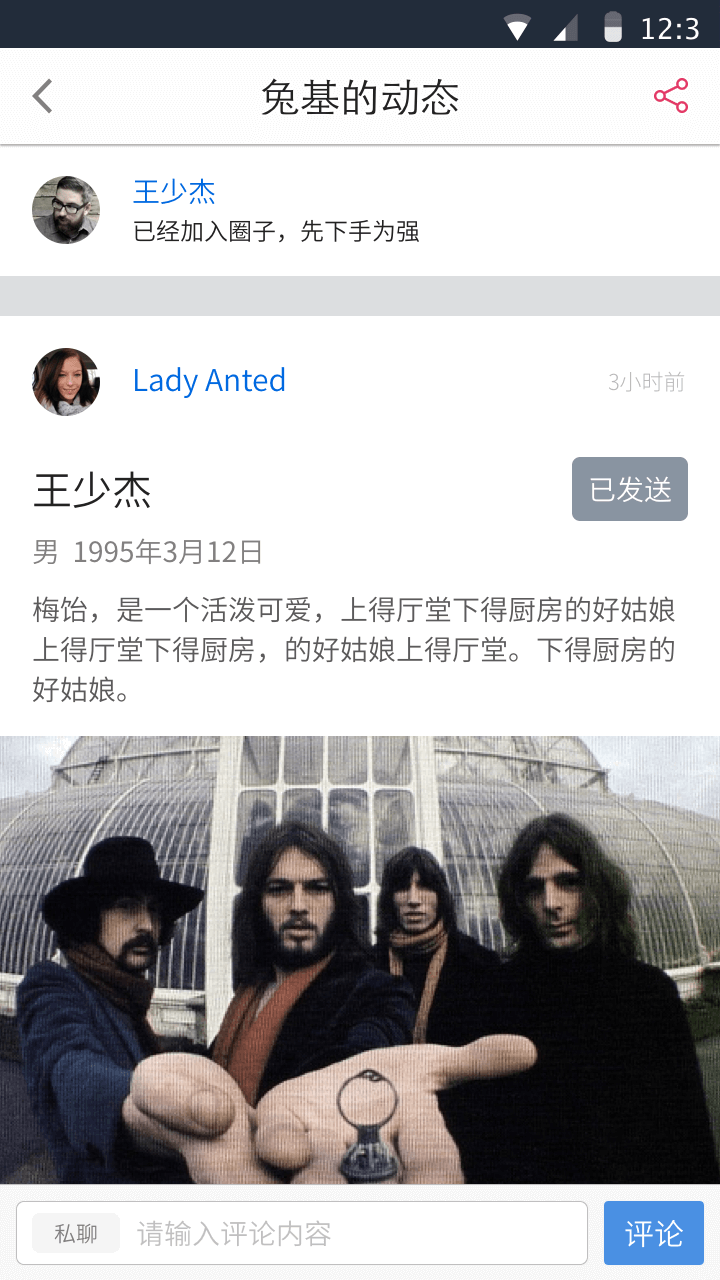 12:3
兔基的动态
王少杰
已经加入圈子，先下手为强
Lady Anted
3小时前
王少杰
已发送
男 1995年3月12日
梅饴，是一个活泼可爱，上得厅堂下得厨房的好姑娘
上得厅堂下得厨房，的好姑娘上得厅堂。下得厨房的
好姑娘。
私聊
请输入评论内容
评论